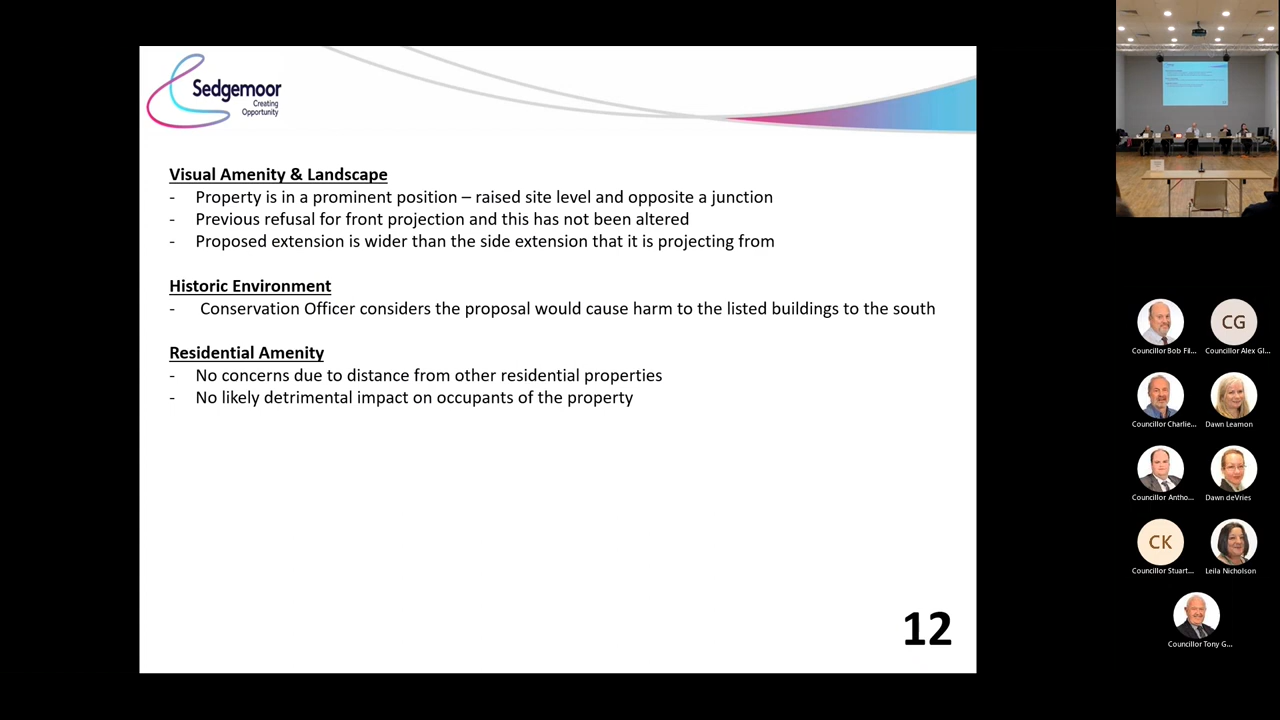 Sedgemoor
Creating
Opportunity
Visual Amenity & Landscape
- Property is in a prominent position – raised site level and opposite a junction
- Previous refusal for front projection and this has not been altered
- Proposed extension is wider than the side extension that it is projecting from
Historic Environment
- Conservation Officer considers the proposal would cause harm to the listed buildings to the south
Residential Amenity
- No concerns due to distance from other residential properties
- No likely detrimental impact on occupants of the property
12
CG
Councillor Bob Fil... Councillor Alex Gl...
Councillor Charlie... Dawn Leamon
Councillor Antho... Dawn deVries
CK
Councillor Stuart... Leila Nicholson
Councillor Tony G...